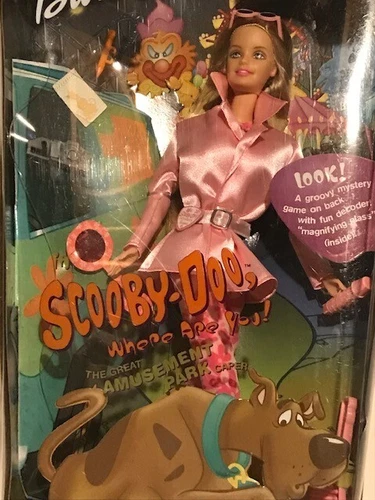 LOOK!
A groovy mystery
game on back...
with fun decoder
"magnifying glass"
(inside).
SCOOBY-DOO,
Where Are You!
THE GREAT
AMUSEMENT
PARK CAPER